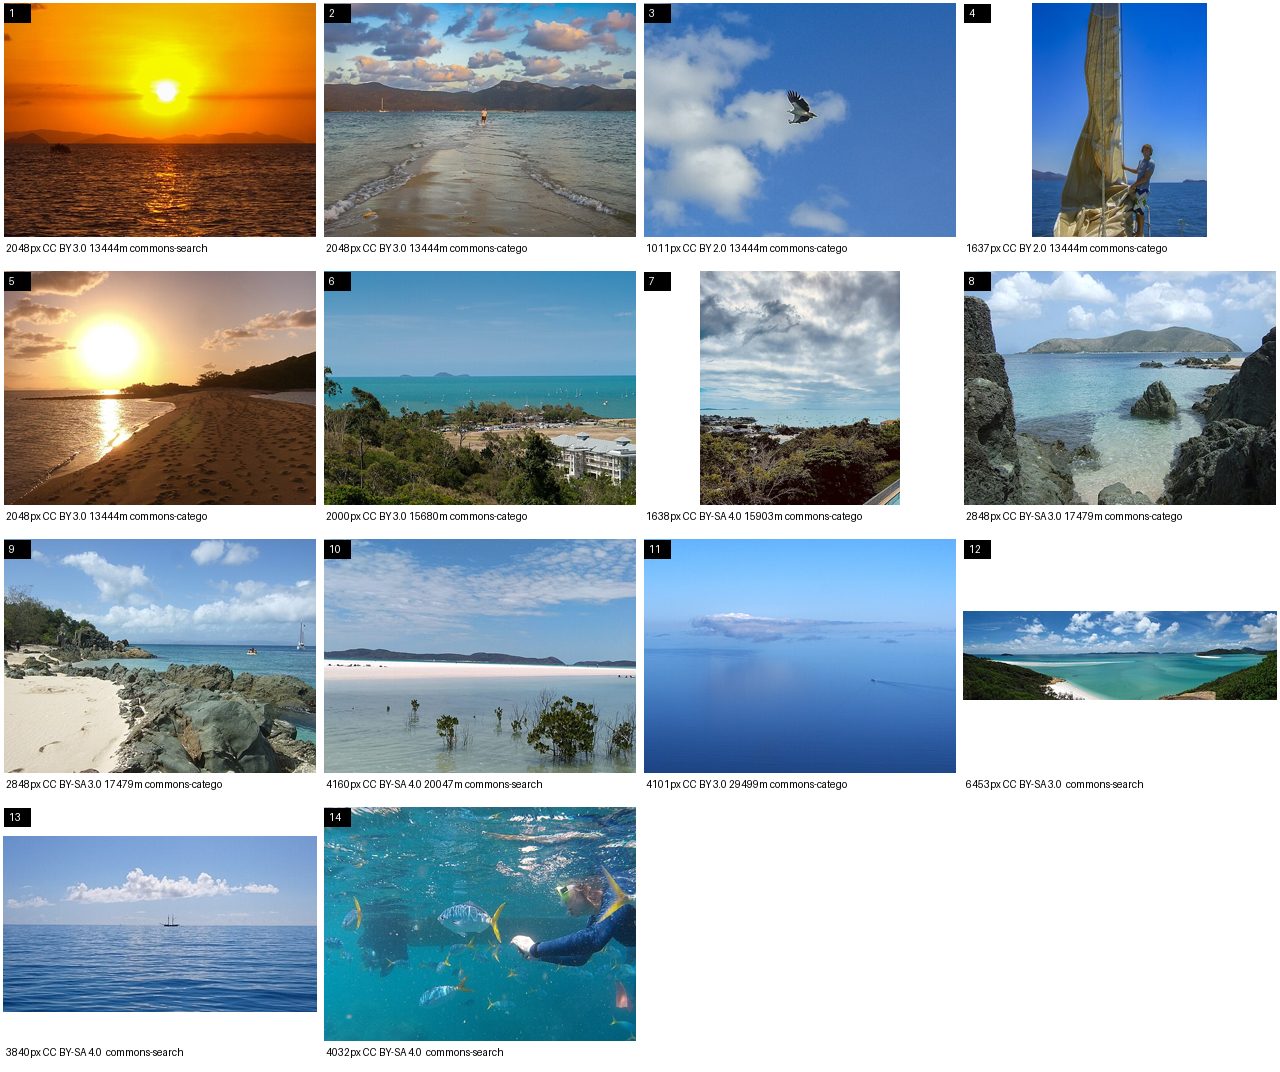 1
2
3
4
2048px CC BY 3.0 13444m commons-search
2048px CC BY 3.0 13444m commons-catego
1011px CC BY 2.0 13444m commons-catego
1637px CC BY 2.0 13444m commons-catego
5
6
7
8
2048px CC BY 3.0 13444m commons-catego
2000px CC BY 3.0 15680m commons-catego
1638px CC BY-SA 4.0 15903m commons-catego
2848px CC BY-SA 3.0 17479m commons-catego
9
10
11
12
2848px CC BY-SA 3.0 17479m commons-catego
4160px CC BY-SA 4.0 20047m commons-search
4101px CC BY 3.0 29499m commons-catego
6453px CC BY-SA 3.0 commons-search
13
14
3840px CC BY-SA 4.0 commons-search
4032px CC BY-SA 4.0 commons-search